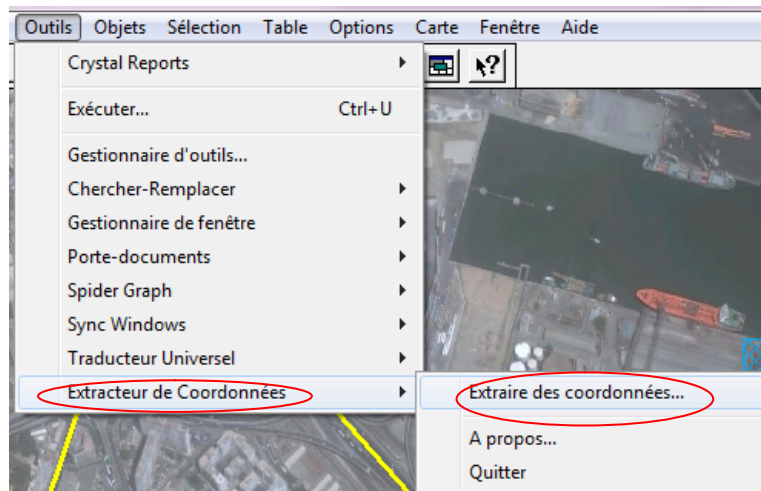 Outils Objets Sélection Table Options Carte Fenêtre Aide
Crystal Reports
Exécuter... Ctrl+U
Gestionnaire d'outils...
Chercher-Remplacer
Gestionnaire de fenêtre
Porte-documents
Spider Graph
Sync Windows
Traducteur Universel
Extracteur de Coordonnées
Extraire des coordonnées...
A propos...
Quitter